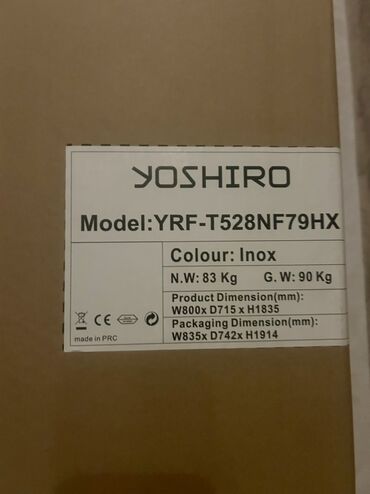 YOSHIRO
Model:YRF-T528NF79HX
Colour: Inox
N.W: 83 Kg G.W: 90 Kg
Product Dimension(mm):
W800x D715 x H1835
Packaging Dimension(mm):
W835x D742x H1914
CE
made in PRC